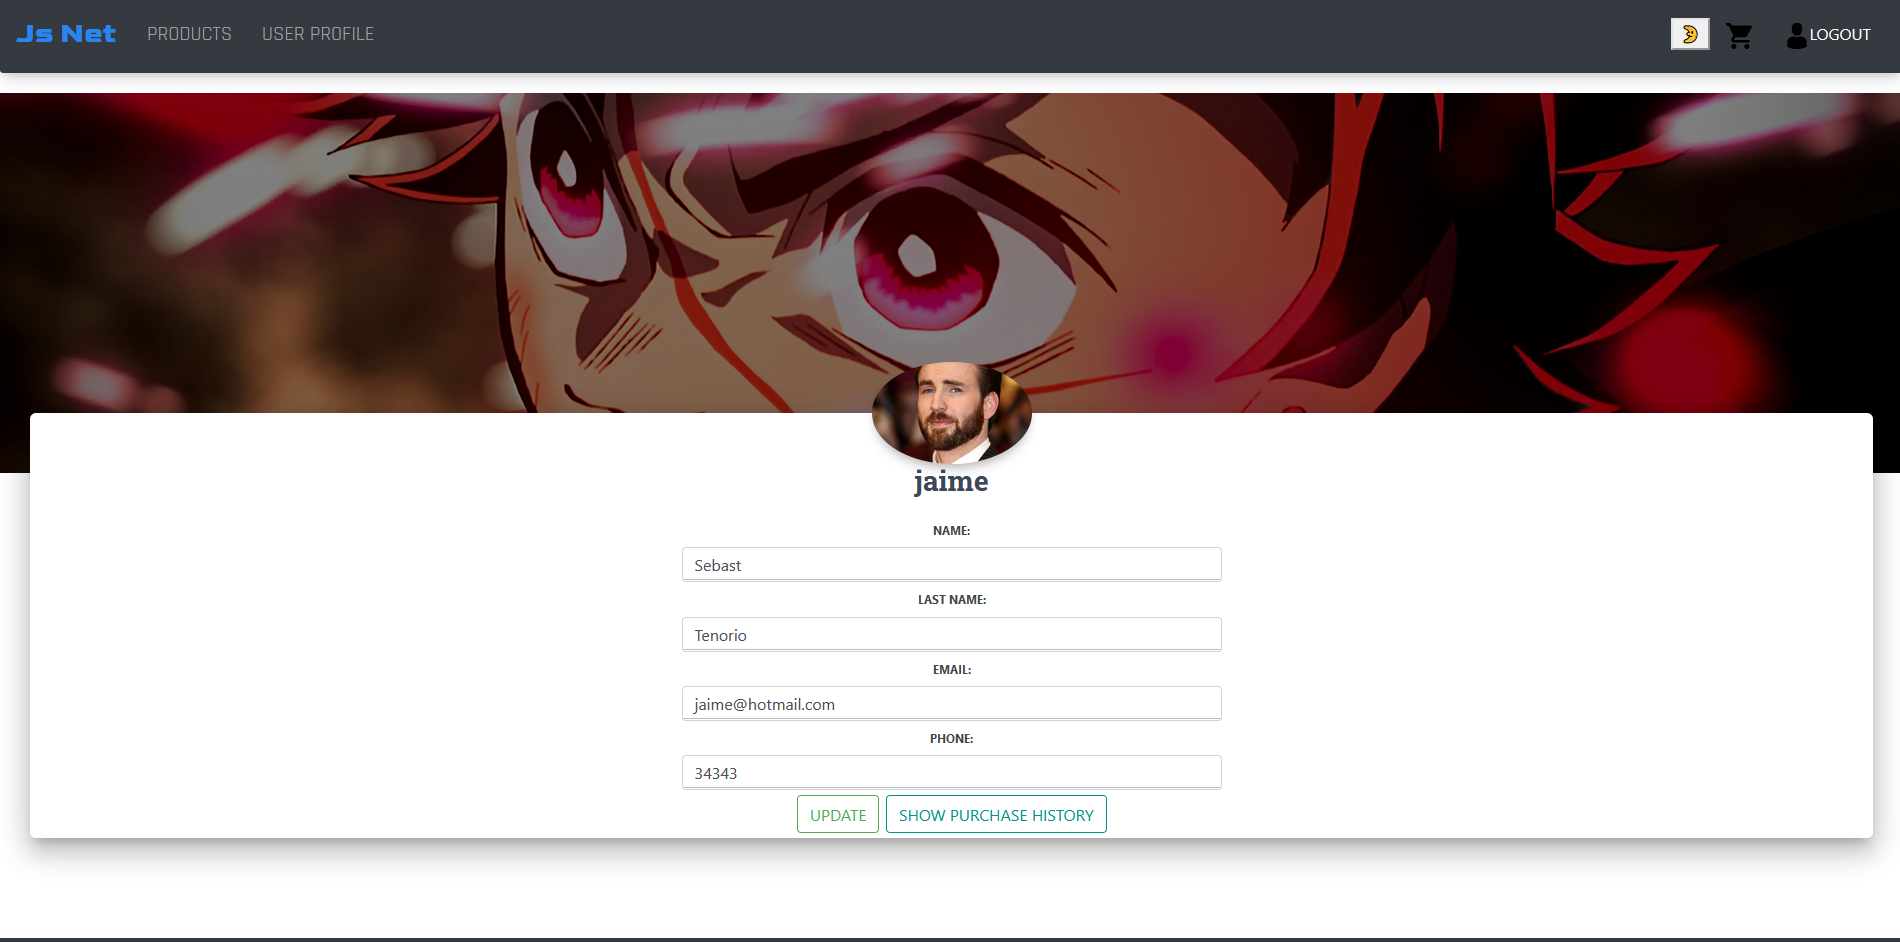 Js Net PRODUCTS USER PROFILE LOGOUT
jaime
NAME:
Sebast
LAST NAME:
Tenorio
EMAIL:
jaime@hotmail.com
PHONE:
34343
UPDATE SHOW PURCHASE HISTORY